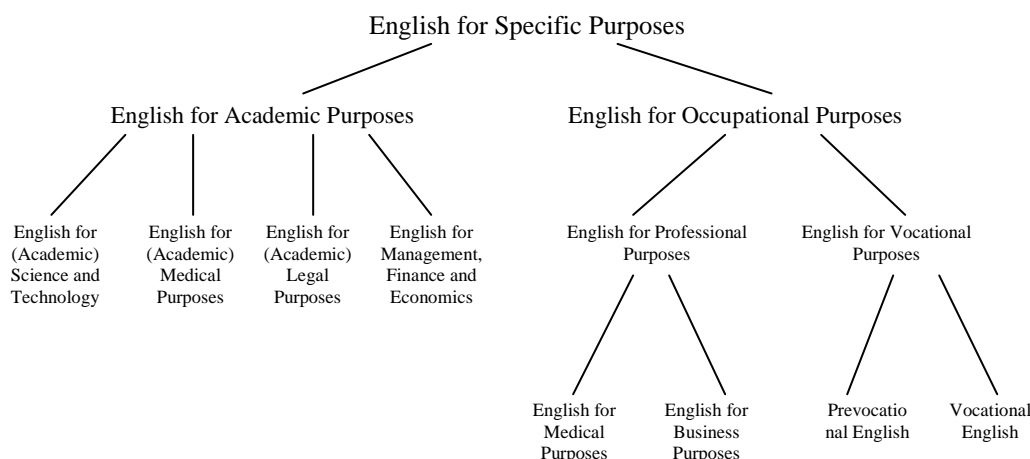 English for Specific Purposes
English for Academic Purposes
English for Occupational Purposes
English for
(Academic)
Science and
Technology
English for
(Academic)
Medical
Purposes
English for
(Academic)
Legal
Purposes
English for
Management,
Finance and
Economics
English for Professional
Purposes
English for Vocational
Purposes
English for
Medical
Purposes
English for
Business
Purposes
Prevocatio
nal English
Vocational
English